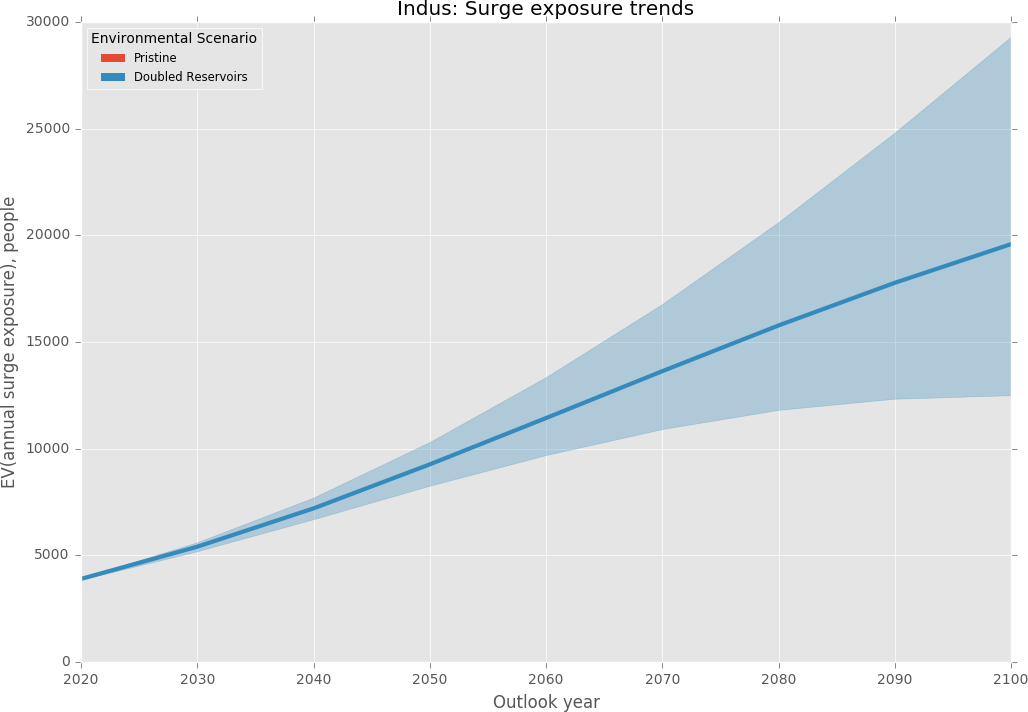 Indus: Surge exposure trends
30000
25000
20000
15000
10000
5000
0
EV(annual surge exposure), people
Environmental Scenario
Pristine
Doubled Reservoirs
2020 2030 2040 2050 2060 2070 2080 2090 2100
Outlook year